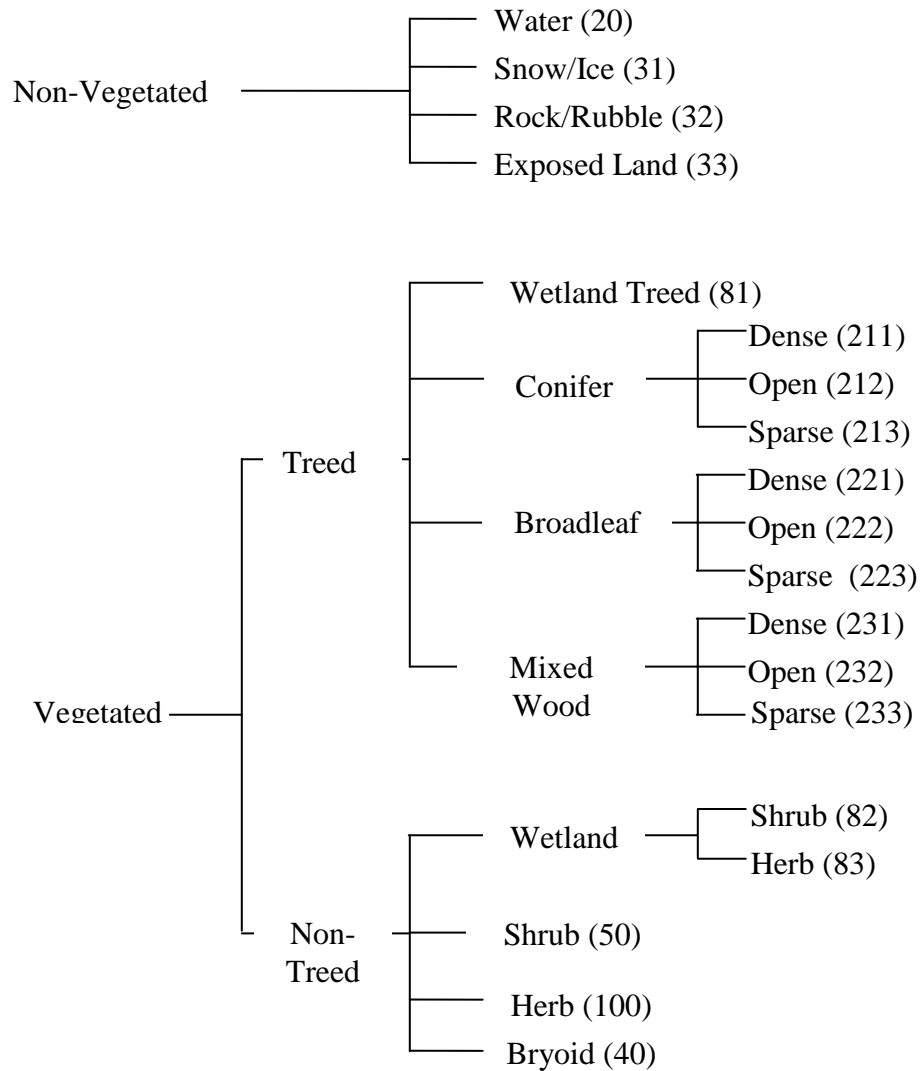 Non-Vegetated
Water (20)
Snow/Ice (31)
Rock/Rubble (32)
Exposed Land (33)
Vegetated
Treed
Wetland Treed (81)
Conifer
Dense (211)
Open (212)
Sparse (213)
Broadleaf
Dense (221)
Open (222)
Sparse (223)
Mixed
Wood
Dense (231)
Open (232)
Sparse (233)
Non-
Treed
Wetland
Shrub (82)
Herb (83)
Shrub (50)
Herb (100)
Bryoid (40)